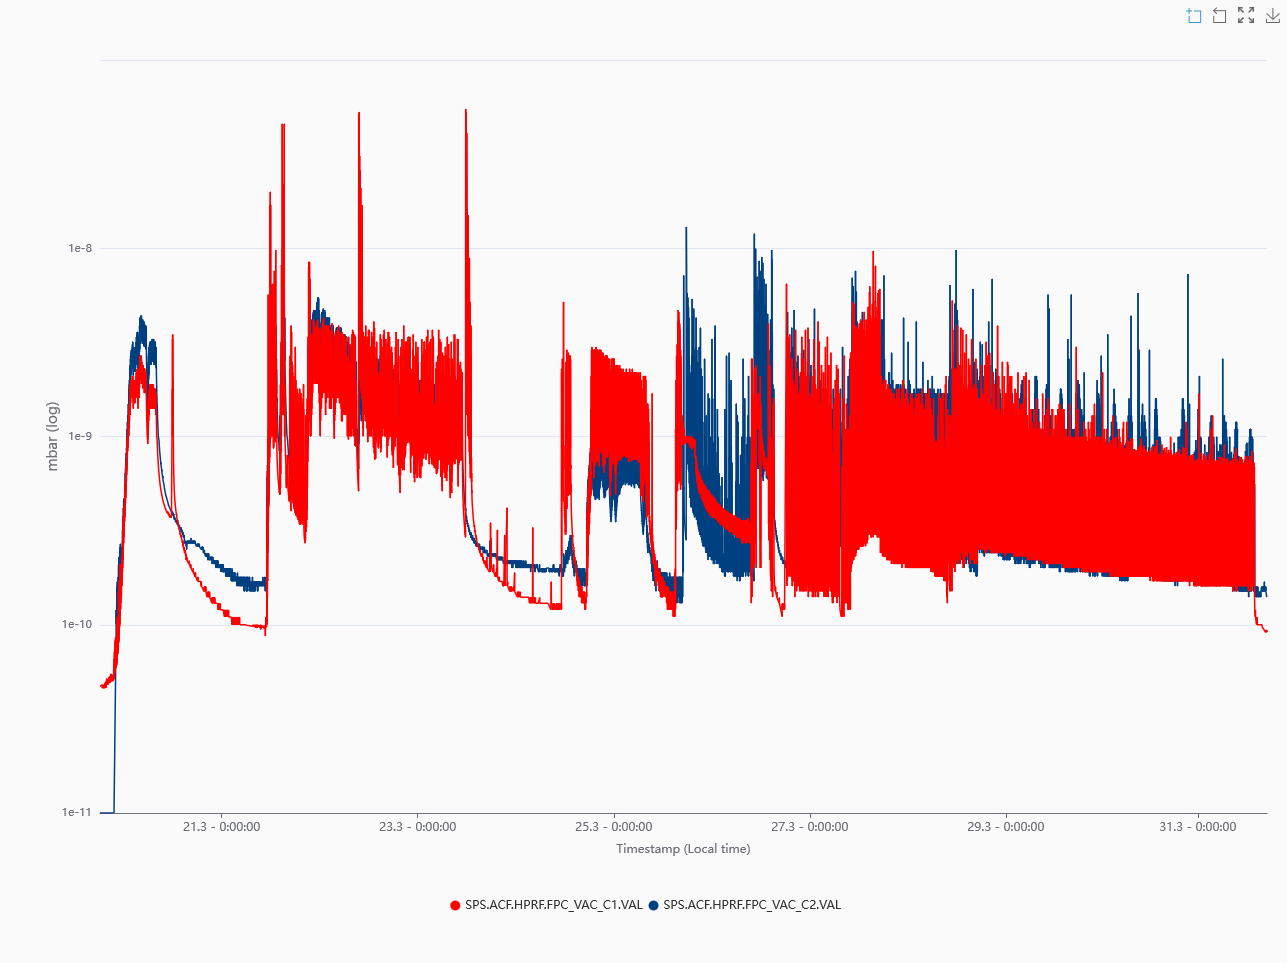 1e-8
1e-9
1e-10
1e-11
mbar (log)
21.3 - 0:00:00 23.3 - 0:00:00 25.3 - 0:00:00 27.3 - 0:00:00 29.3 - 0:00:00 31.3 - 0:00:00
Timestamp (Local time)
SPS.ACF.HPRF.FPC_VAC_C1.VAL SPS.ACF.HPRF.FPC_VAC_C2.VAL